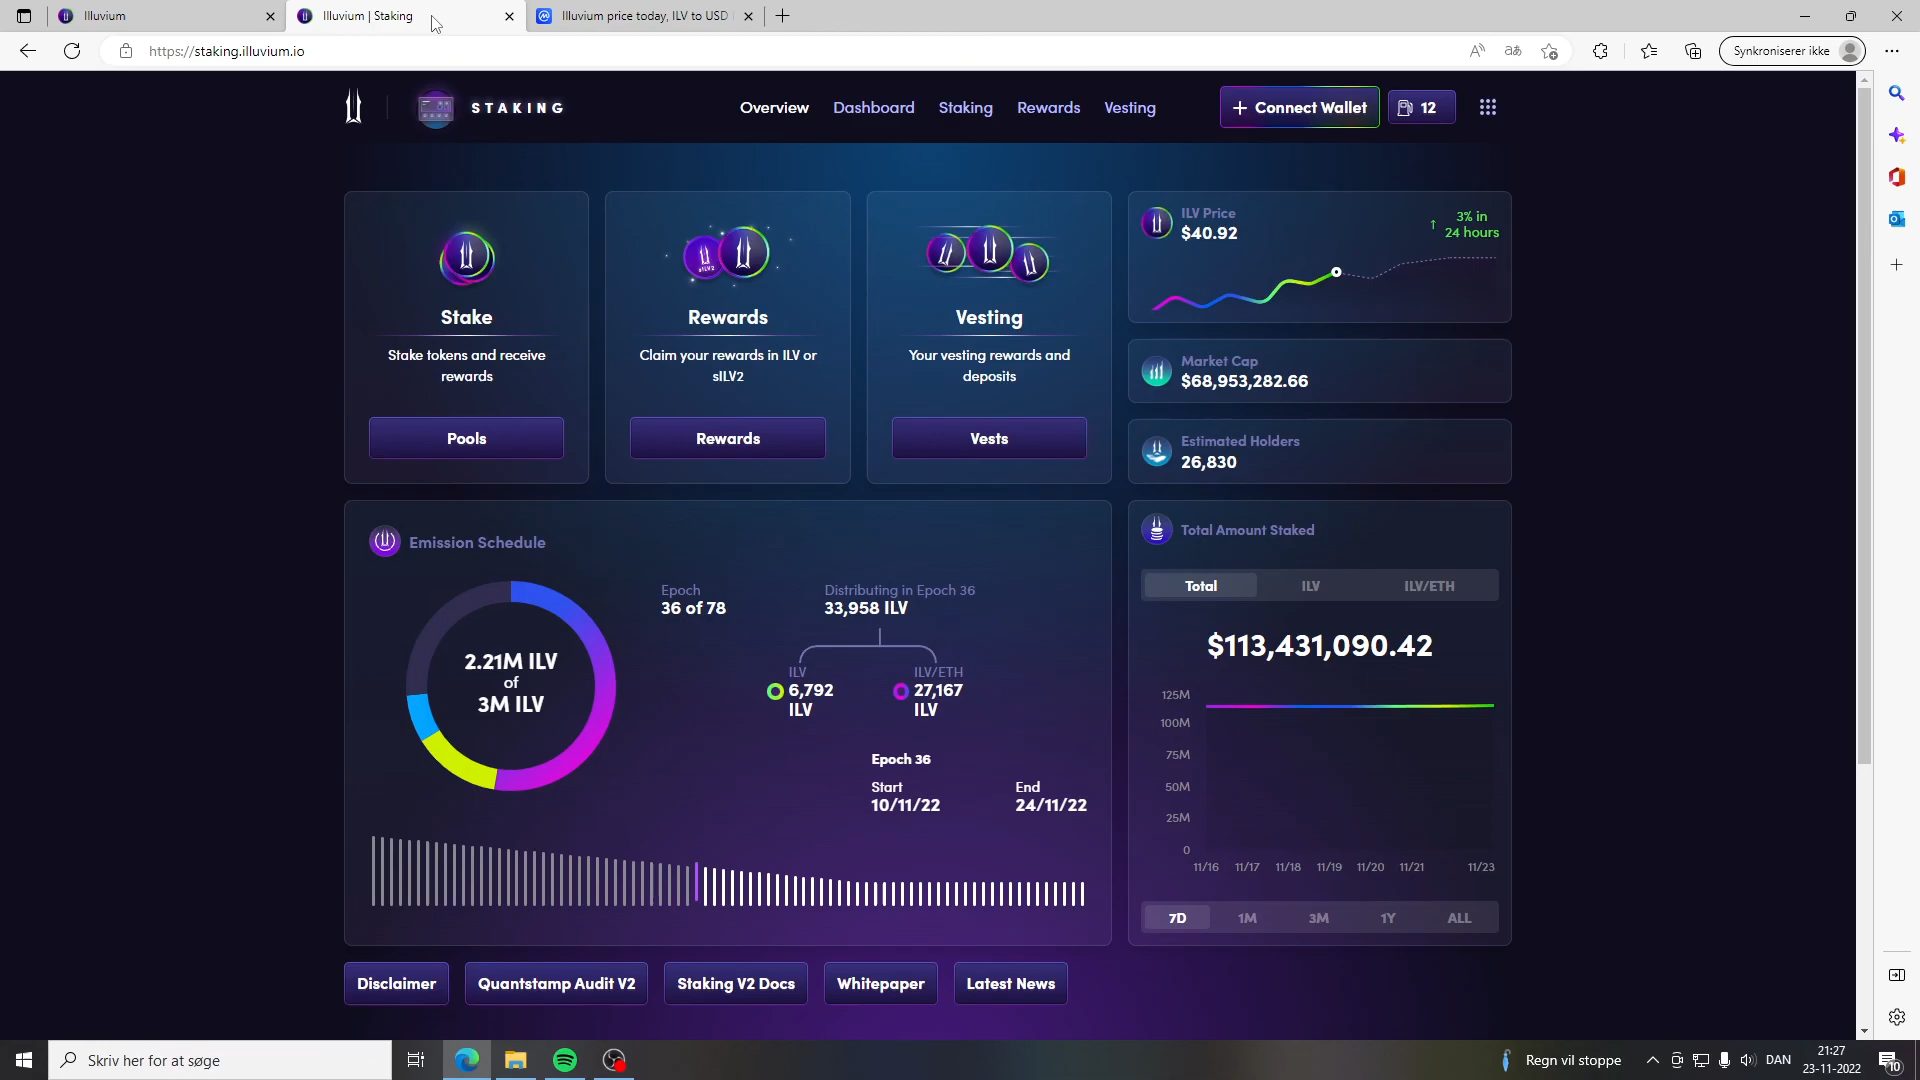 Illuvium
Illuvium | Staking
Illuvium price today, ILV to USD
https://staking.illuvium.io
Synkroniserer ikke
STAKING
Overview
Dashboard
Staking
Rewards
Vesting
+ Connect Wallet
12
Stake
Stake tokens and receive
rewards
Pools
sILV2
Rewards
Claim your rewards in ILV or
sILV2
Rewards
Vesting
Your vesting rewards and
deposits
Vests
ILV Price
$40.92
↑ 3% in
24 hours
Market Cap
$68,953,282.66
Estimated Holders
26,830
Emission Schedule
2.21M ILV
of
3M ILV
Epoch
36 of 78
Distributing in Epoch 36
33,958 ILV
ILV
6,792
ILV
ILV/ETH
27,167
ILV
Epoch 36
Start
10/11/22
End
24/11/22
Total Amount Staked
Total
ILV
ILV/ETH
$113,431,090.42
125M
100M
75M
50M
25M
0
11/16 11/17 11/18 11/19 11/20 11/21 11/23
7D
1M
3M
1Y
ALL
Disclaimer
Quantstamp Audit V2
Staking V2 Docs
Whitepaper
Latest News
Skriv her for at søge
Regn vil stoppe
DAN
21:27
23-11-2022
10